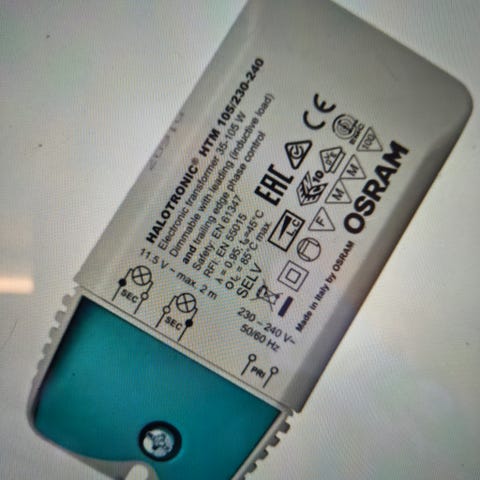 HALOTRONIC® HTM 105/230-240
Electronic transformer 35-105 W
Dimmable with leading (inductive load)
and trailing edge phase control
Safety: EN 61347
RFI: EN 55015
λ = 0.95; ta=45°C
tc = 85°C max.
SELV
11.5 V ~ max. 2 m
SEC
SEC
230 – 240 V~
50/60 Hz
PRI
EAC
CE
10
F
M
M
100
OSRAM
Made in Italy by OSRAM